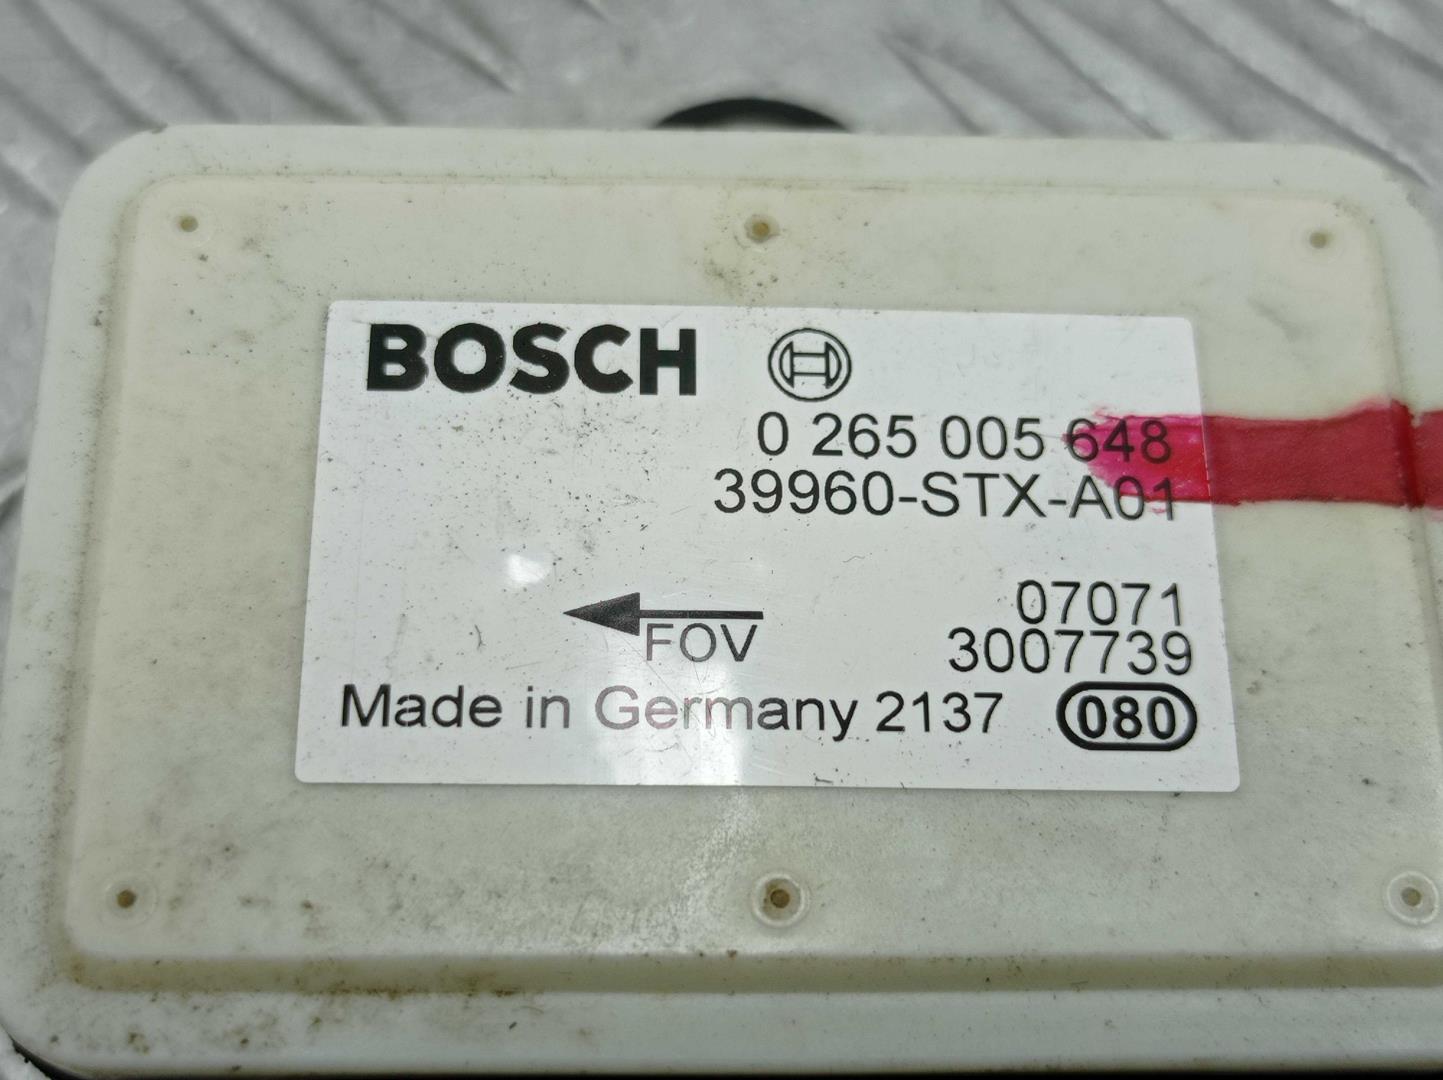 BOSCH
0 265 005 648
39960-STX-A01
07071
FOV
3007739
Made in Germany 2137 080